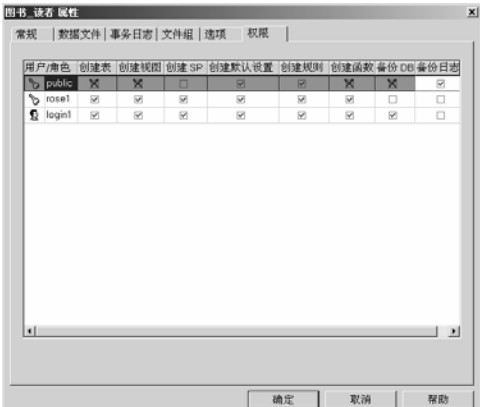 图书_读者 属性
常规 数据文件 事务日志 文件组 选项 权限
用户/角色 创建表 创建视图 创建 SP 创建默认设置 创建规则 创建函数 备份 DB 备份日志
public
rose1
login1
确定 取消 帮助